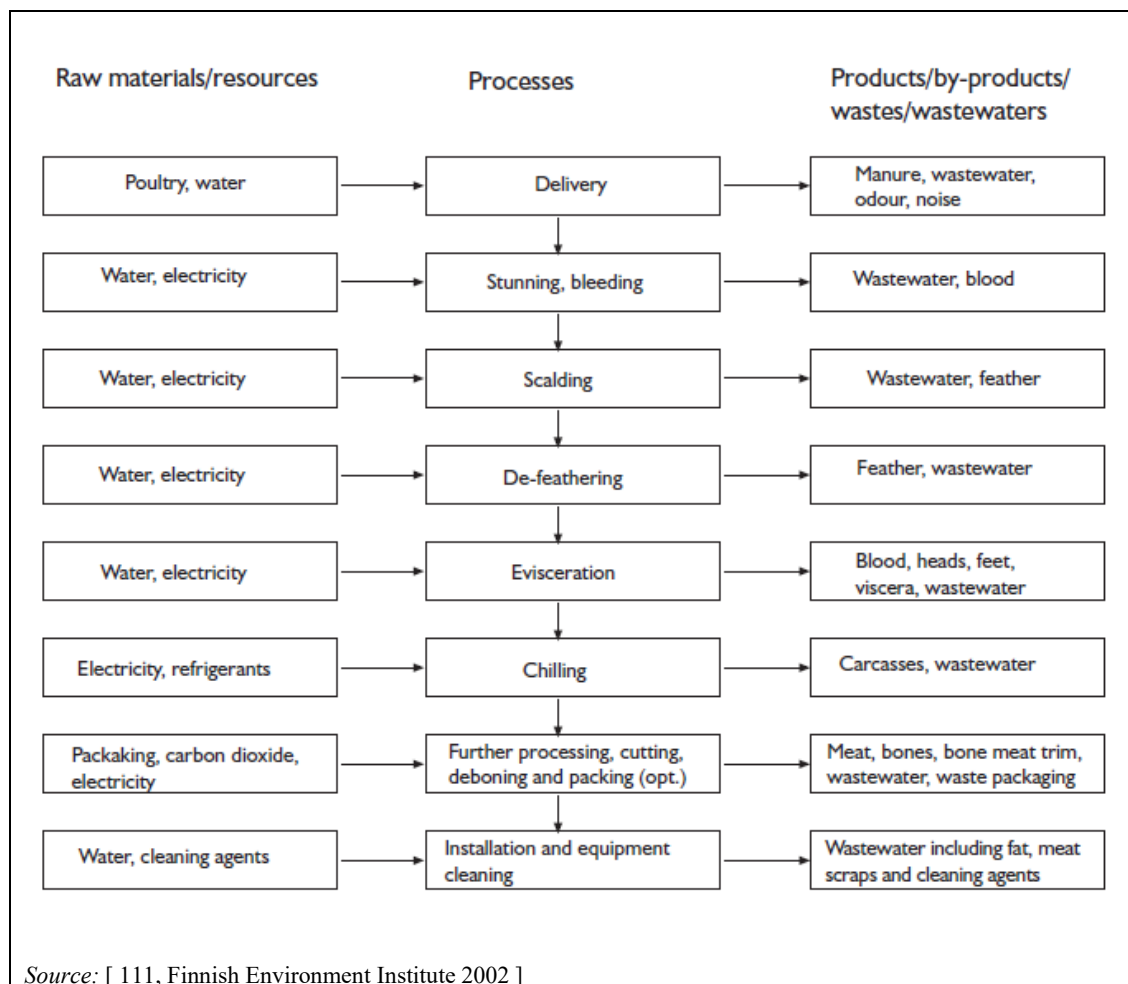 Raw materials/resources
Processes
Products/by-products/
wastes/wastewaters
Poultry, water
Delivery
Manure, wastewater,
odour, noise
Water, electricity
Stunning, bleeding
Wastewater, blood
Water, electricity
Scalding
Wastewater, feather
Water, electricity
De-feathering
Feather, wastewater
Water, electricity
Evisceration
Blood, heads, feet,
viscera, wastewater
Electricity, refrigerants
Chilling
Carcasses, wastewater
Packaking, carbon dioxide,
electricity
Further processing, cutting,
deboning and packing (opt.)
Meat, bones, bone meat trim,
wastewater, waste packaging
Water, cleaning agents
Installation and equipment
cleaning
Wastewater including fat, meat
scraps and cleaning agents
Source: [ 111, Finnish Environment Institute 2002 ]